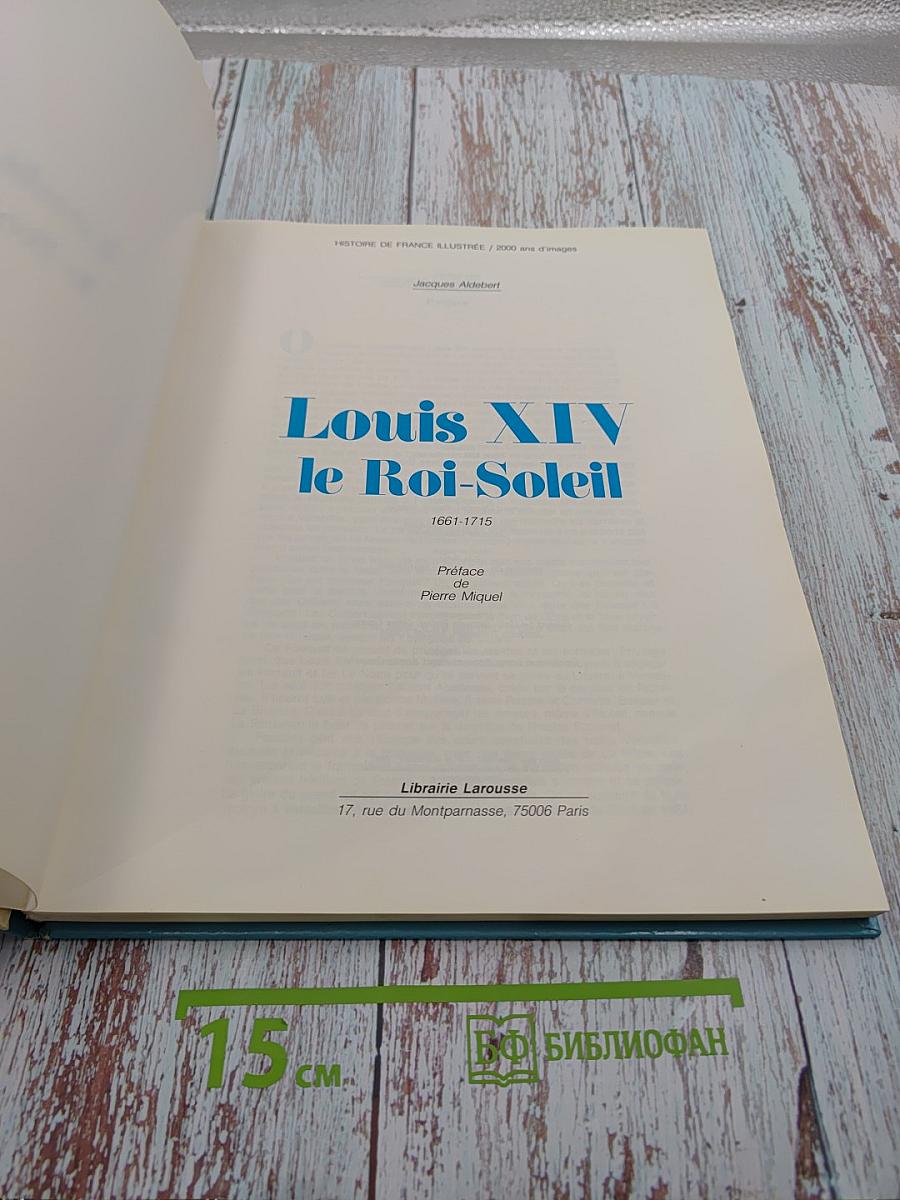 HISTOIRE DE FRANCE ILLUSTRÉE / 2000 ans d'images
Jacques Aldebert
Louis XIV
le Roi-Soleil
1661-1715
Préface
de
Pierre Miquel
Librairie Larousse
17, rue du Montparnasse, 75006 Paris
15 см
БФ БИБЛИОФАН